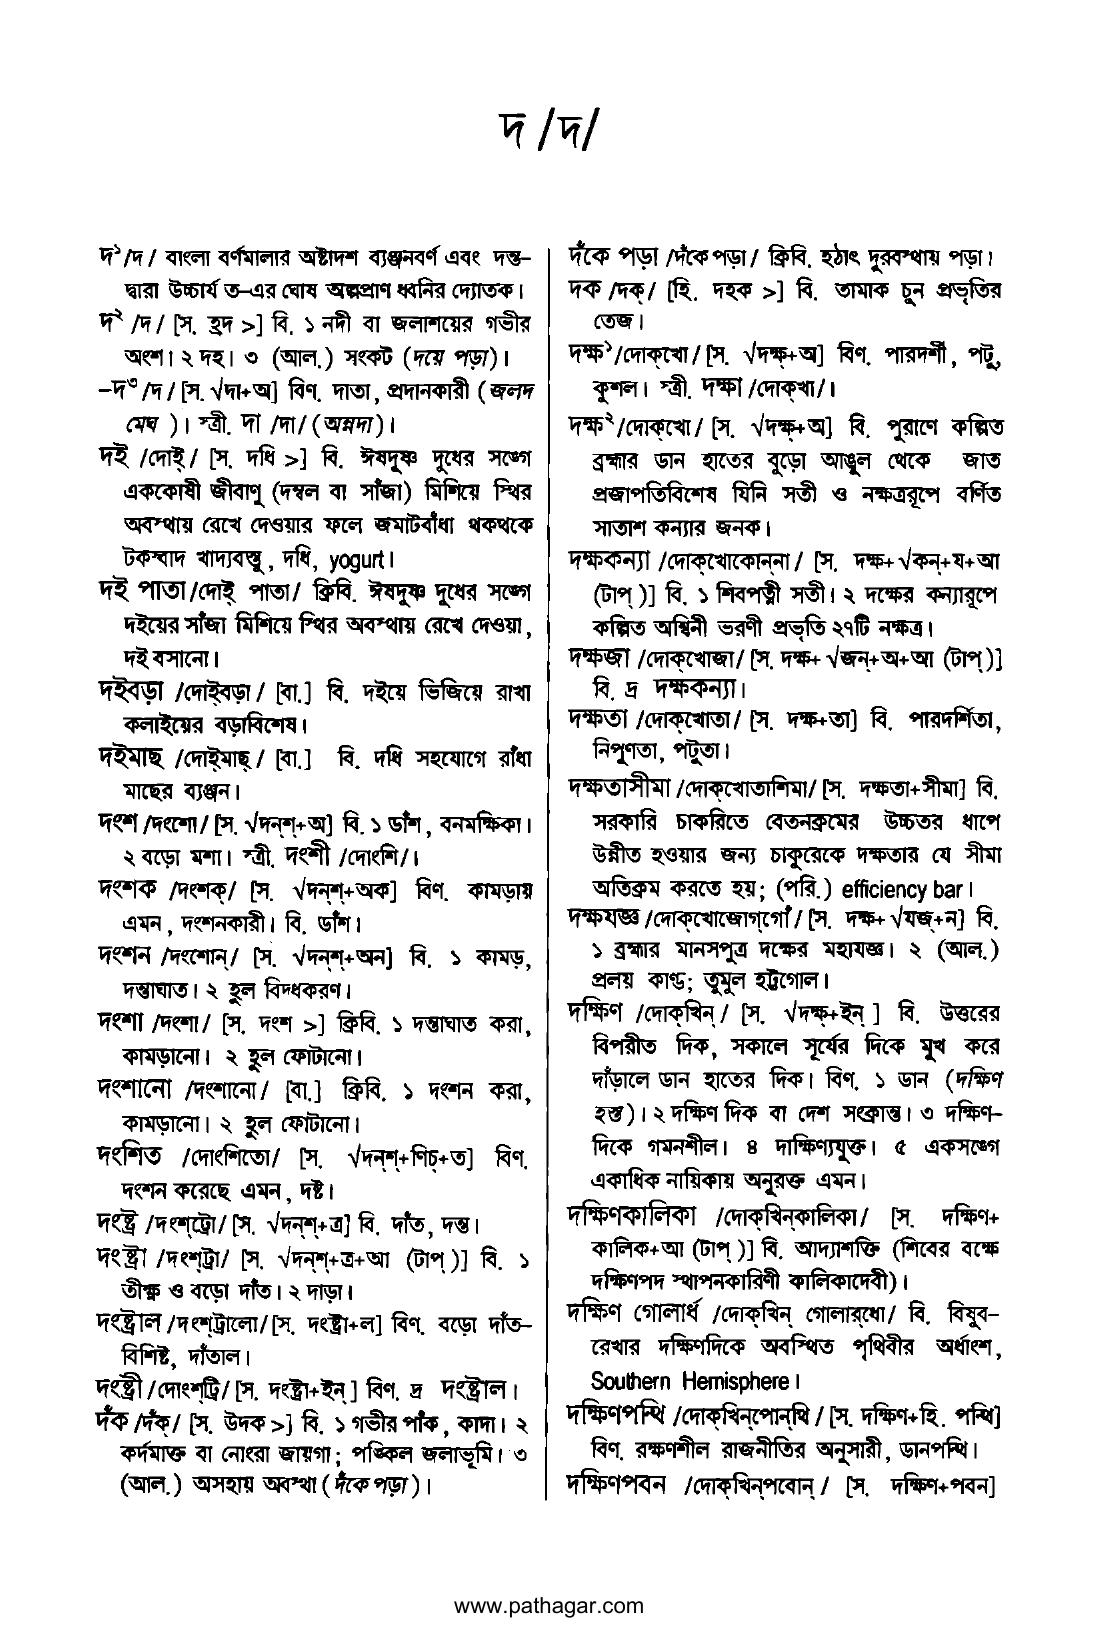 দ /দ/
দ১ /দ / বাংলা বর্ণমালার অষ্টাদশ ব্যঞ্জনবর্ণ এবং দন্ত–
দ্বারা উচ্চার্য ত–এর ঘোষ অল্পপ্রাণ ধ্বনির দ্যোতক।
দ২ /দ / [স. হ্রদ >] বি. ১ নদী বা জলাশয়ের গভীর
অংশ। ২ দহ। ৩ (আল.) সংকট (দয়ে পড়া)।
–দ৩ /দ / [স. √দা+অ] বিণ. দাতা, প্রদানকারী (জলদ
মেঘ )। স্ত্রী. দা /দা/ (অন্নদা)।
দই /দোই্‌/ [স. দধি >] বি. ঈষদুষ্ণ দুধের সঙ্গে
এককোষী জীবাণু (দম্বল বা সাঁজা) মিশিয়ে স্থির
অবস্থায় রেখে দেওয়ার ফলে জমাটবাঁধা থকথকে
টকস্বাদ খাদ্যবস্তু, দধি, yogurt।
দই পাতা /দোই্‌ পাতা/ ক্রিবি. ঈষদুষ্ণ দুধের সঙ্গে
দইয়ের সাঁজা মিশিয়ে স্থির অবস্থায় রেখে দেওয়া,
দই বসানো।
দইবড়া /দোই্‌বড়া / [বা.] বি. দইয়ে ভিজিয়ে রাখা
কলাইয়ের বড়াবিশেষ।
দইমাছ /দোই্‌মাছ্‌ / [বা.] বি. দধি সহযোগে রাঁধা
মাছের ব্যঞ্জন।
দংশ /দংশো/ [স. √দন্‌শ্‌+অ] বি. ১ ডাঁশ, বনমক্ষিকা।
২ বড়ো মশা। স্ত্রী. দংশী /দোংশি/।
দংশক /দংশক্‌/ [স. √দন্‌শ্‌+অক] বিণ. কামড়ায়
এমন, দংশনকারী। বি. ডাঁশ।
দংশন /দংশোন্‌/ [স. √দন্‌শ্‌+অন] বি. ১ কামড়,
দন্তাঘাত। ২ হুল বিদ্ধকরণ।
দংশা /দংশা/ [স. দংশ >] ক্রিবি. ১ দন্তাঘাত করা,
কামড়ানো। ২ হুল ফোটানো।
দংশানো /দংশানো/ [বা.] ক্রিবি. ১ দংশন করা,
কামড়ানো। ২ হুল ফোটানো।
দংশিত /দোংশিতো/ [স. √দন্‌শ্‌+ণিচ্‌+ত] বিণ.
দংশন করেছে এমন, দষ্ট।
দংষ্ট্র /দংশ্‌ট্রো/ [স. √দন্‌শ্‌+ত্র] বি. দাঁত, দন্ত।
দংষ্ট্রা /দংশ্‌ট্রা/ [স. √দন্‌শ্‌+ত্র+আ (টাপ্‌ )] বি. ১
তীক্ষ্ণ ও বড়ো দাঁত। ২ দাড়া।
দংষ্ট্রাল /দংশ্‌ট্রালো/ [স. দংষ্ট্রা+ল] বিণ. বড়ো দাঁত–
বিশিষ্ট, দাঁতাল।
দংষ্ট্রী /দোংশ্‌ট্রি/ [স. দংষ্ট্রা+ইন্‌ ] বিণ. দ্র দংষ্ট্রাল।
দঁক /দঁক্‌/ [স. উদক >] বি. ১ গভীর পাঁক, কাদা। ২
কর্দমাক্ত বা নোংরা জায়গা; পঙ্কিল জলাভূমি। ৩
(আল.) অসহায় অবস্থা (দঁকে পড়া)।
দঁকে পড়া /দঁকে পড়া/ ক্রিবি. হঠাৎ দুরবস্থায় পড়া।
দক /দক্‌/ [হি. দহক >] বি. তামাক চুন প্রভৃতির
তেজ।
দক্ষ১ /দোক্‌খো/ [স. √দক্ষ্‌+অ] বিণ. পারদর্শী, পটু,
কুশল। স্ত্রী. দক্ষা /দোক্‌খা/।
দক্ষ২ /দোক্‌খো/ [স. √দক্ষ্‌+অ] বি. পুরাণে কল্পিত
ব্রহ্মার ডান হাতের বুড়ো আঙুল থেকে জাত
প্রজাপতিবিশেষ যিনি সতী ও নক্ষত্ররূপে বর্ণিত
সাতাশ কন্যার জনক।
দক্ষকন্যা /দোক্‌খোকোন্‌না/ [স. দক্ষ+ √কন্‌+য+আ
(টাপ্‌ )] বি. ১ শিবপত্নী সতী। ২ দক্ষের কন্যারূপে
কল্পিত অশ্বিনী ভরণী প্রভৃতি ২৭টি নক্ষত্র।
দক্ষজা /দোক্‌খোজা/ [স. দক্ষ+ √জন্‌+অ+আ (টাপ্‌)]
বি. দ্র দক্ষকন্যা।
দক্ষতা /দোক্‌খোতা/ [স. দক্ষ+তা] বি. পারদর্শিতা,
নিপুণতা, পটুতা।
দক্ষতাসীমা /দোক্‌খোতাশিমা/ [স. দক্ষতা+সীমা] বি.
সরকারি চাকরিতে বেতনক্রমের উচ্চতর ধাপে
উন্নীত হওয়ার জন্য চাকুরেকে দক্ষতার যে সীমা
অতিক্রম করতে হয়; (পরি.) efficiency bar।
দক্ষযজ্ঞ /দোক্‌খোজোগ্‌গোঁ/ [স. দক্ষ+ √যজ্‌+ন] বি.
১ ব্রহ্মার মানসপুত্র দক্ষের মহাযজ্ঞ। ২ (আল.)
প্রলয় কাণ্ড; তুমুল হট্টগোল।
দক্ষিণ /দোক্‌খিন্‌/ [স. √দক্ষ্‌+ইন্‌ ] বি. উত্তরের
বিপরীত দিক, সকালে সূর্যের দিকে মুখ করে
দাঁড়ালে ডান হাতের দিক। বিণ. ১ ডান (দক্ষিণ
হস্ত)। ২ দক্ষিণ দিক বা দেশ সংক্রান্ত। ৩ দক্ষিণ–
দিকে গমনশীল। ৪ দাক্ষিণ্যযুক্ত। ৫ একসঙ্গে
একাধিক নায়িকায় অনুরক্ত এমন।
দক্ষিণকালিকা /দোক্‌খিন্‌কালিকা/ [স. দক্ষিণ+
কালিক+আ (টাপ্‌ )] বি. আদ্যাশক্তি (শিবের বক্ষে
দক্ষিণপদ স্থাপনকারিণী কালিকাদেবী)।
দক্ষিণ গোলার্ধ /দোক্‌খিন্‌ গোলার্‌ধো/ বি. বিষুব–
রেখার দক্ষিণদিকে অবস্থিত পৃথিবীর অর্ধাংশ,
Southern Hemisphere।
দক্ষিণপন্থি /দোক্‌খিন্‌পোন্‌থি/ [স. দক্ষিণ+হি. পন্থি]
বিণ. রক্ষণশীল রাজনীতির অনুসারী, ডানপন্থি।
দক্ষিণপবন /দোক্‌খিন্‌পবোন্‌ / [স. দক্ষিণ+পবন]
www.pathagar.com